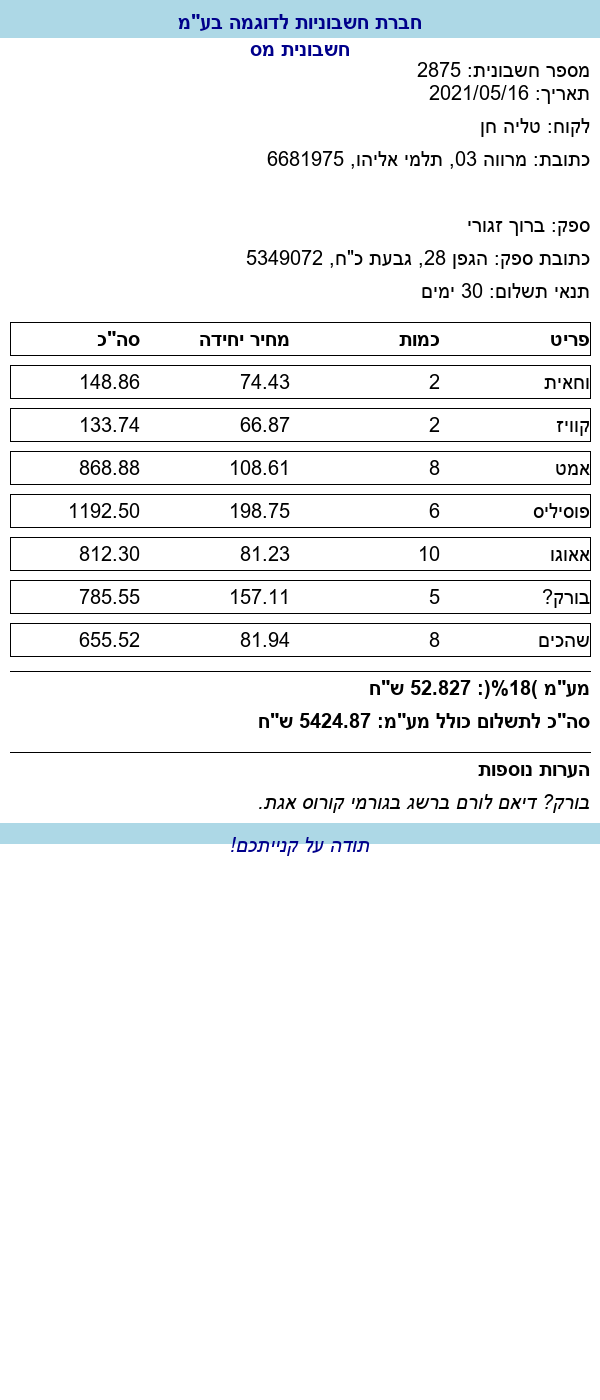 חברת חשבוניות לדוגמה בע"מ
חשבונית מס
מספר חשבונית: 2875
תאריך: 2021/05/16
לקוח: טליה חן
כתובת: מרווה 03, תלמי אליהו, 6681975
ספק: ברוך זגורי
כתובת ספק: הגפן 28, גבעת כ"ח, 5349072
תנאי תשלום: 30 ימים
פריט כמות מחיר יחידה סה"כ
וחאית 2 74.43 148.86
קוויז 2 66.87 133.74
אמט 8 108.61 868.88
פוסיליס 6 198.75 1192.50
אאוגו 10 81.23 812.30
בורק? 5 157.11 785.55
שהכים 8 81.94 655.52
מע"מ )18%(: 52.827 ש"ח
סה"כ לתשלום כולל מע"מ: 5424.87 ש"ח
הערות נוספות
בורק? דיאם לורם ברשג בגורמי קורוס אגת.
תודה על קנייתכם!